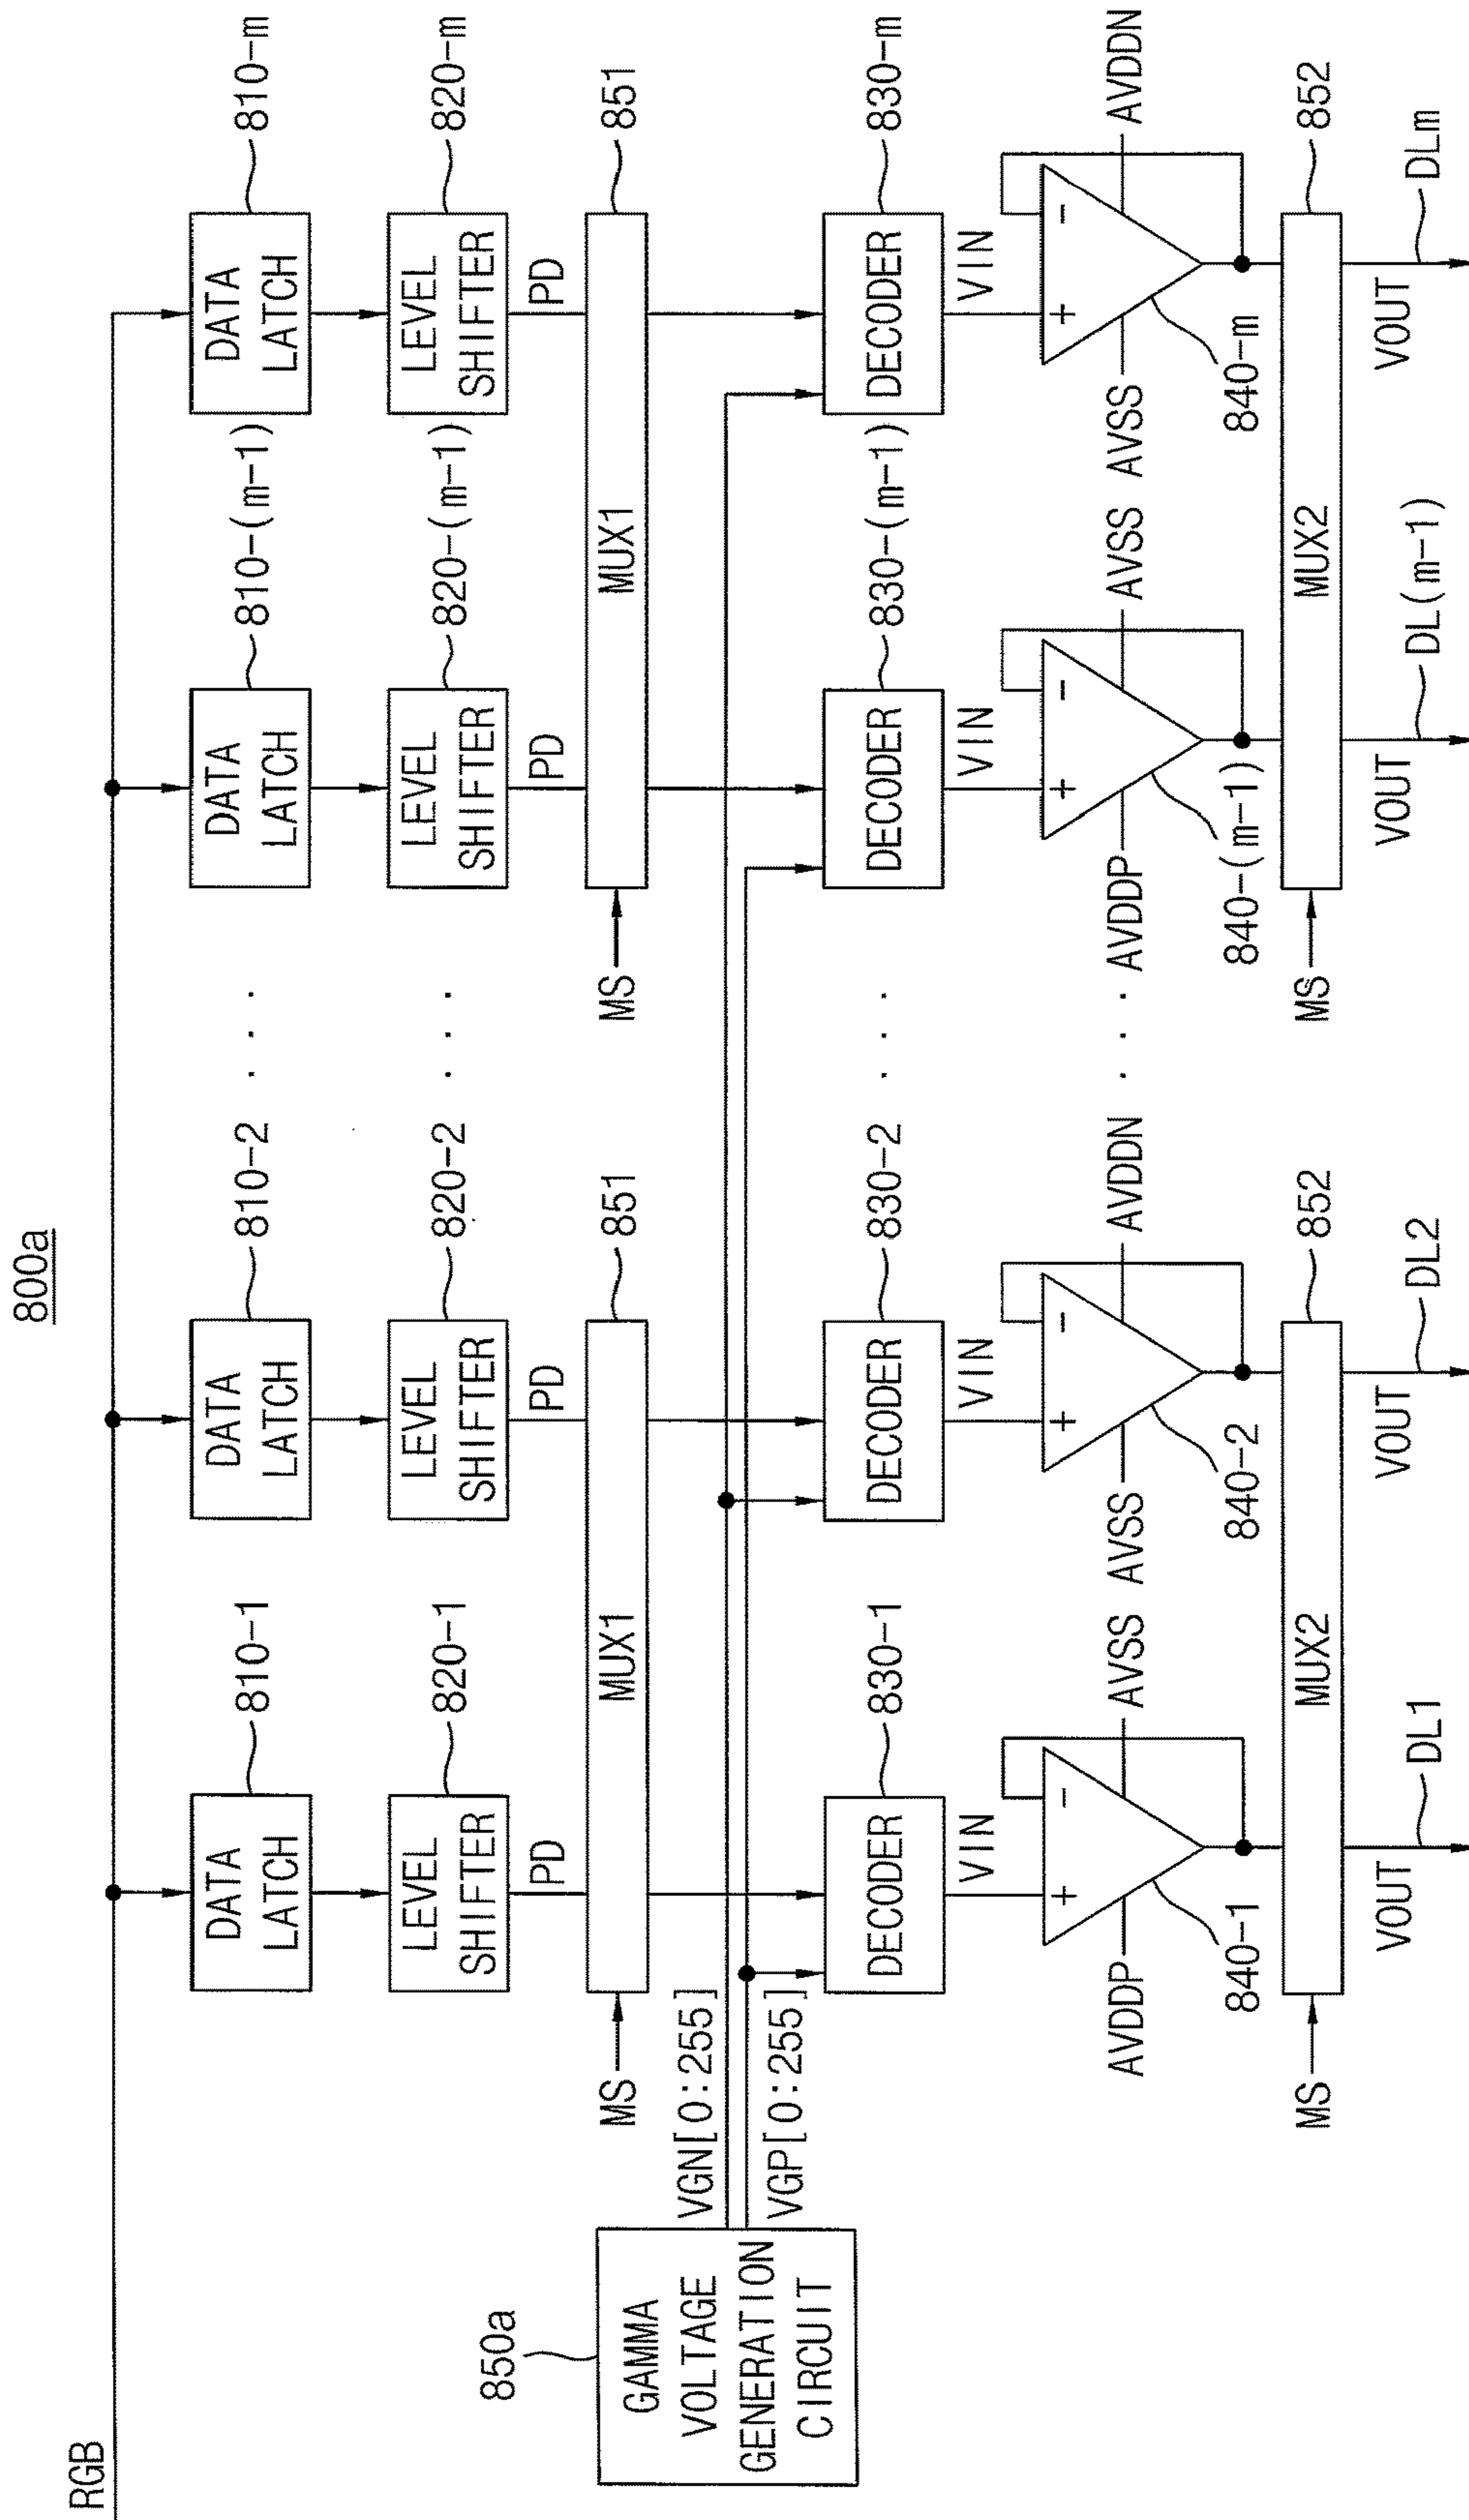 800a
RGB
810-1
810-2
810-(m-1)
810-m
DATA LATCH
DATA LATCH
. . .
DATA LATCH
DATA LATCH
820-1
820-2
820-(m-1)
820-m
LEVEL SHIFTER
LEVEL SHIFTER
. . .
LEVEL SHIFTER
LEVEL SHIFTER
PD
PD
PD
PD
851
851
MS
MUX1
MS
MUX1
850a
GAMMA
VOLTAGE
GENERATION
CIRCUIT
VGN[0:255]
VGP[0:255]
830-1
830-2
830-(m-1)
830-m
DECODER
DECODER
. . .
DECODER
DECODER
VIN
VIN
VIN
VIN
+
-
+
-
+
-
+
-
AVDDP
AVSS
AVSS
AVDDN
. . .
AVDDP
AVSS
AVSS
AVDDN
840-1
840-2
840-(m-1)
840-m
852
852
MS
MUX2
MS
MUX2
VOUT
DL1
VOUT
DL2
VOUT
DL(m-1)
VOUT
DLm